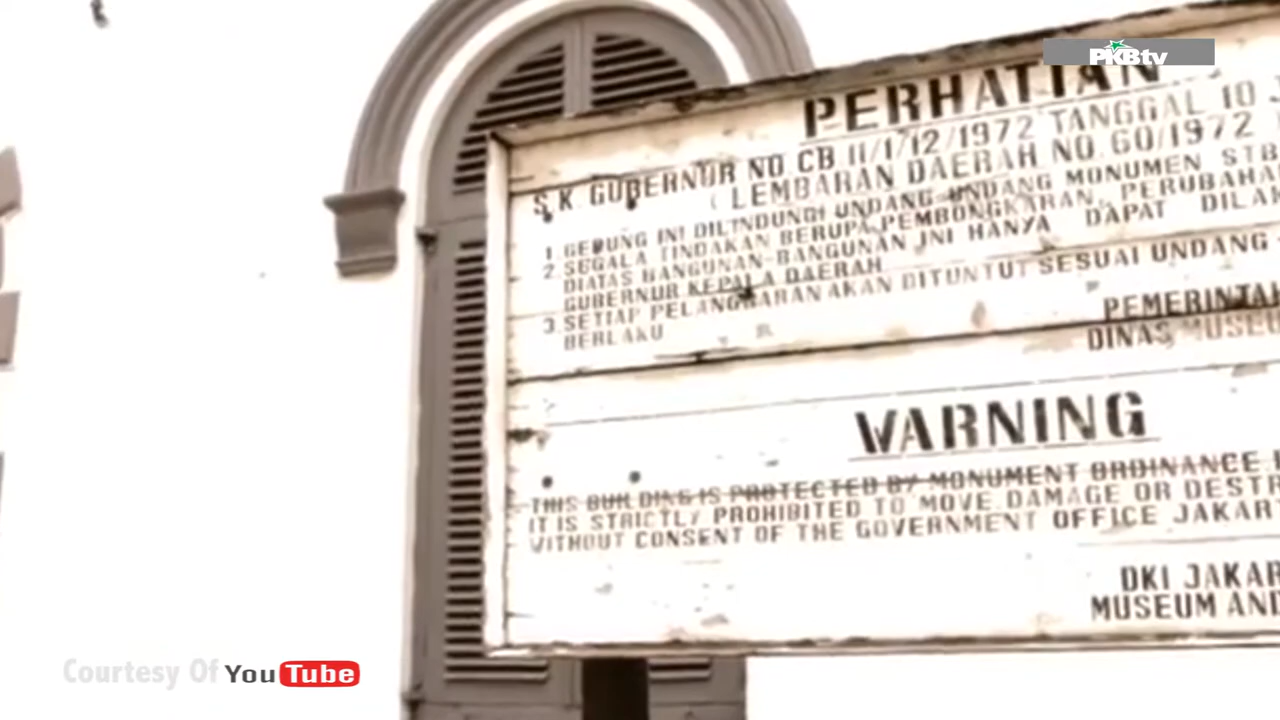 PKBtv
PERHATIAN
S.K. GUBERNUR NO. CB 11/1/12/1972 TANGGAL 10
( LEMBARAN DAERAH NO. 60/1972
1. GEDUNG INI DILINDUNGI UNDANG-UNDANG MONUMEN STB
2. SEGALA TINDAKAN BERUPA PEMBONGKARAN, PERUBAHA
DIATAS BANGUNAN-BANGUNAN INI HANYA DAPAT DILA
GUBERNUR KEPALA DAERAH
3. SETIAP PELANGGARAN AKAN DITUNTUT SESUAI UNDANG
BERLAKU
PEMERINTAH
DINAS MUSEU
WARNING
THIS BUILDING IS PROTECTED BY MONUMENT ORDINANCE
IT IS STRICTLY PROHIBITED TO MOVE DAMAGE OR DESTR
WITHOUT CONSENT OF THE GOVERNMENT OFFICE JAKAR
DKI JAKAR
MUSEUM AND
Courtesy Of YouTube